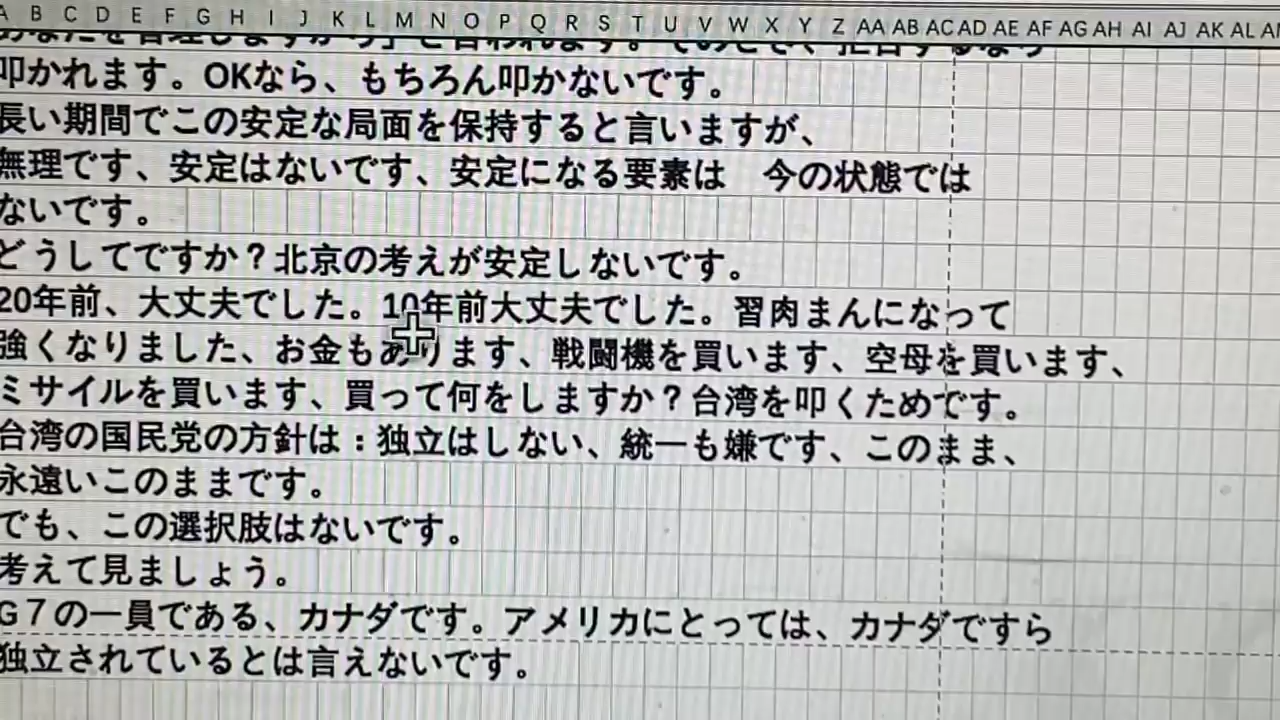 A B C D E F G H I J K L M N O P Q R S T U V W X Y Z AA AB AC AD AE AF AG AH AI AJ AK AL
叩かれます。OKなら、もちろん叩かないです。
長い期間でこの安定な局面を保持すると言いますが、
無理です、安定はないです、安定になる要素は 今の状態では
ないです。
どうしてですか？北京の考えが安定しないです。
20年前、大丈夫でした。10年前大丈夫でした。習肉まんになって
強くなりました、お金もあります、戦闘機を買います、空母を買います、
ミサイルを買います、買って何をしますか？台湾を叩くためです。
台湾の国民党の方針は：独立はしない、統一も嫌です、このまま、
永遠いこのままです。
でも、この選択肢はないです。
考えて見ましょう。
G７の一員である、カナダです。アメリカにとっては、カナダですら
独立されているとは言えないです。